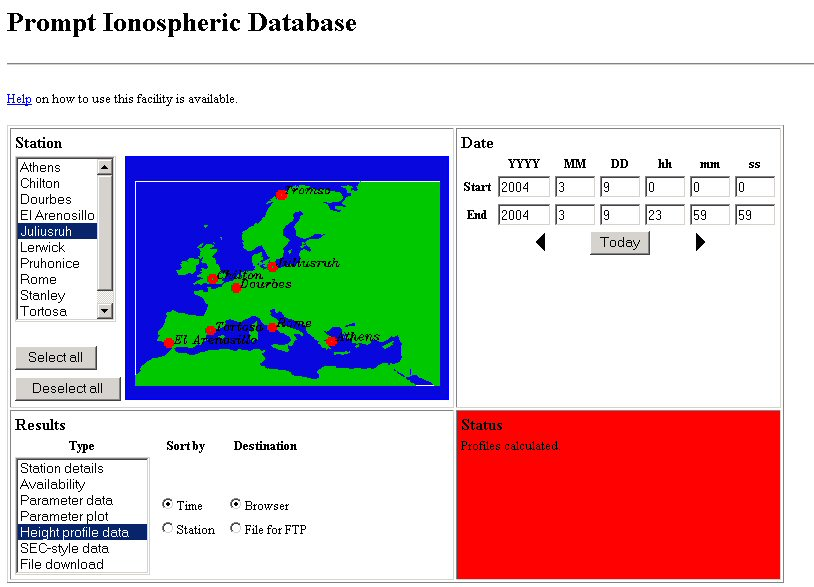 Prompt Ionospheric Database
Help on how to use this facility is available.
Station
Athens
Chilton
Dourbes
El Arenosillo
Juliusruh
Lerwick
Pruhonice
Rome
Stanley
Tortosa
Select all
Deselect all
Tromso
Juliusruh
Chilton
Dourbes
Tortosa
Rome
El Arenosillo
Athens
Date
YYYY MM DD hh mm ss
Start 2004 3 9 0 0 0
End 2004 3 9 23 59 59
Today
Results
Type Sort by Destination
Station details
Availability
Parameter data
Parameter plot
Height profile data
SEC-style data
File download
Time Browser
Station File for FTP
Status
Profiles calculated